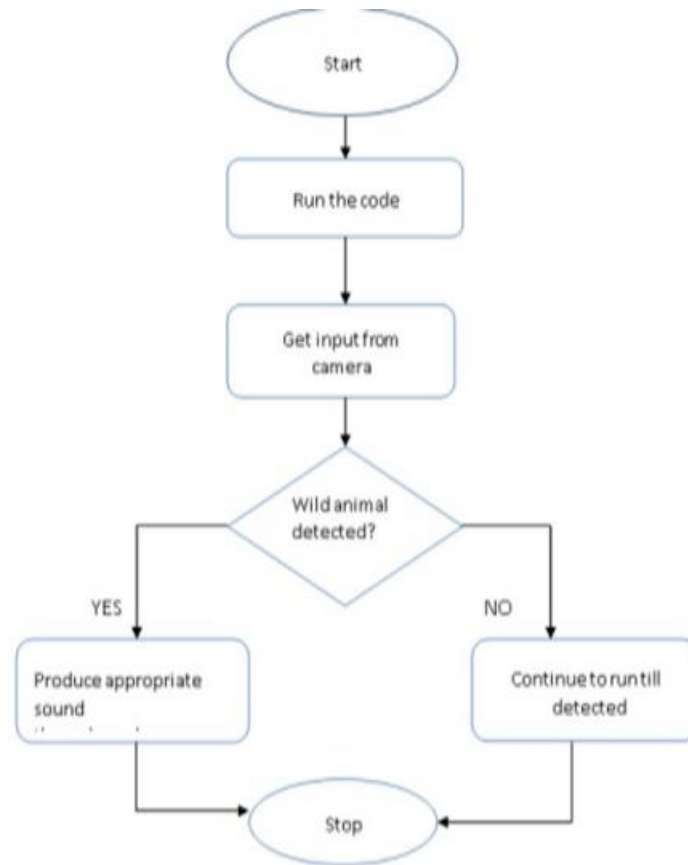 Start
Run the code
Get input from
camera
Wild animal
detected?
YES
NO
Produce appropriate
sound
Continue to run till
detected
Stop